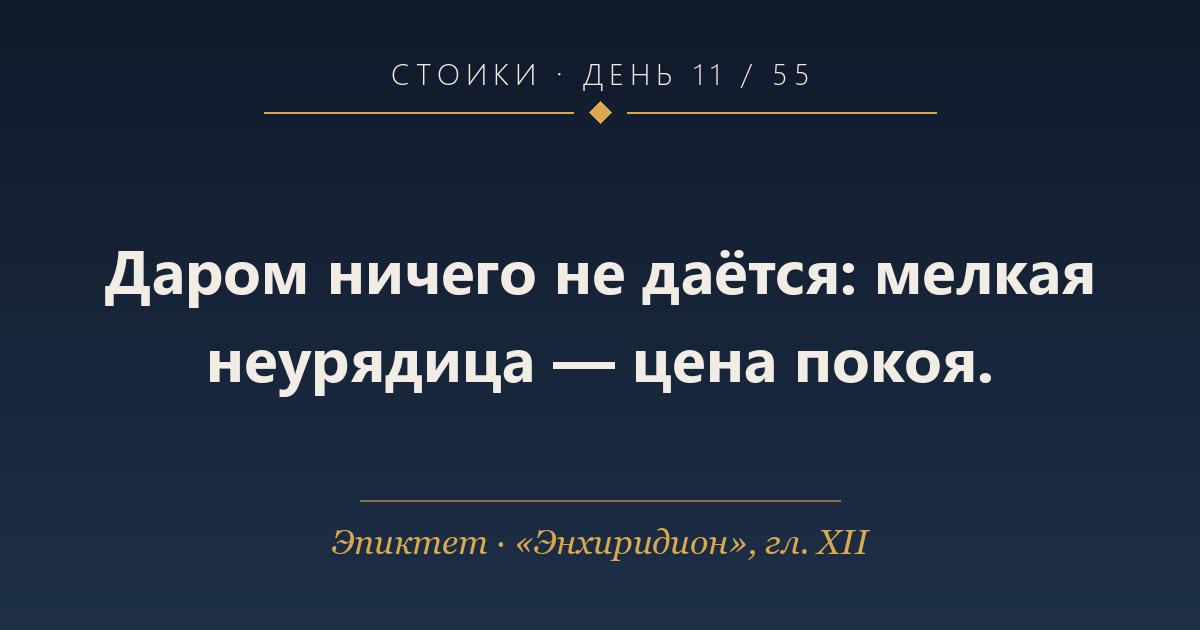 СТОИКИ · ДЕНЬ 11 / 55
Даром ничего не даётся: мелкая
неурядица — цена покоя.
Эпиктет · «Энхиридион», гл. XII